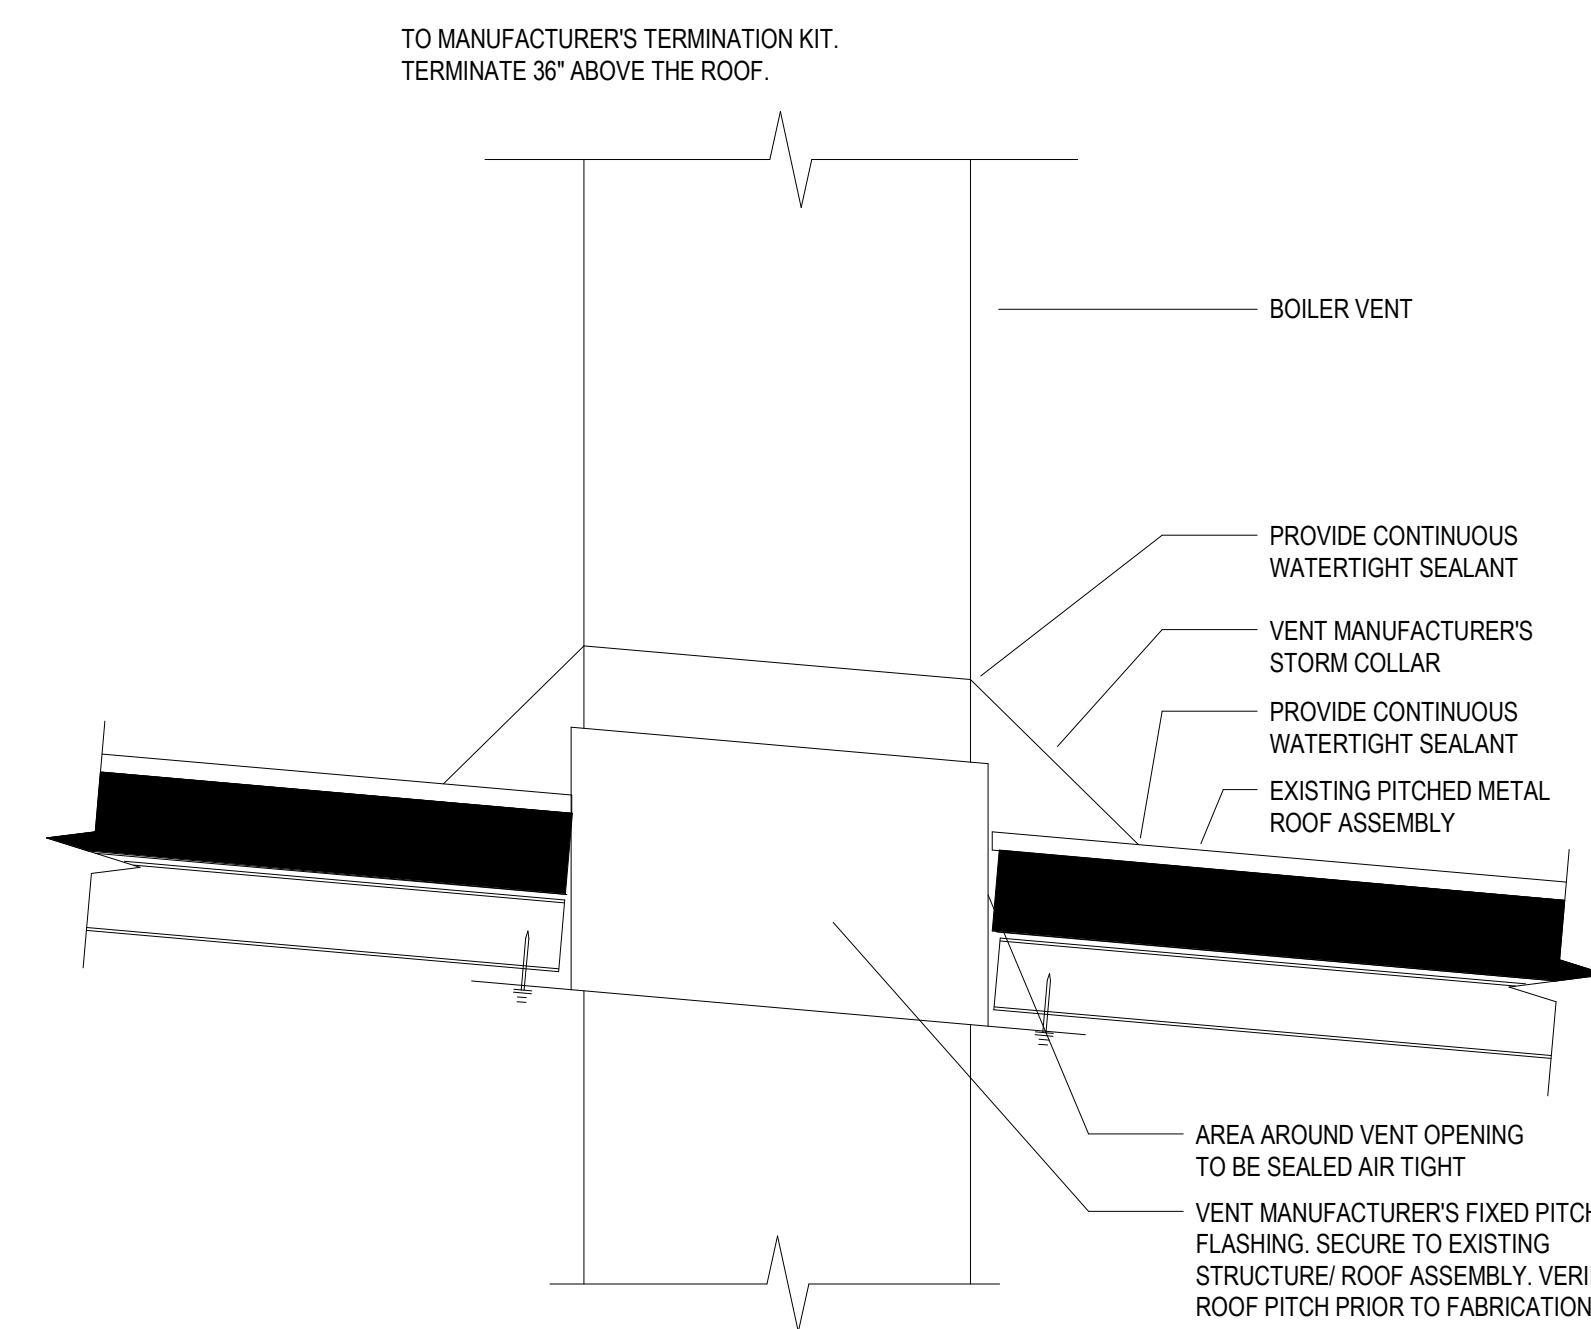 TO MANUFACTURER'S TERMINATION KIT.
TERMINATE 36" ABOVE THE ROOF.
BOILER VENT
PROVIDE CONTINUOUS
WATERTIGHT SEALANT
VENT MANUFACTURER'S
STORM COLLAR
PROVIDE CONTINUOUS
WATERTIGHT SEALANT
EXISTING PITCHED METAL
ROOF ASSEMBLY
AREA AROUND VENT OPENING
TO BE SEALED AIR TIGHT
VENT MANUFACTURER'S FIXED PITCH
FLASHING. SECURE TO EXISTING
STRUCTURE/ ROOF ASSEMBLY.
ROOF PITCH PRIOR TO FABRICATION